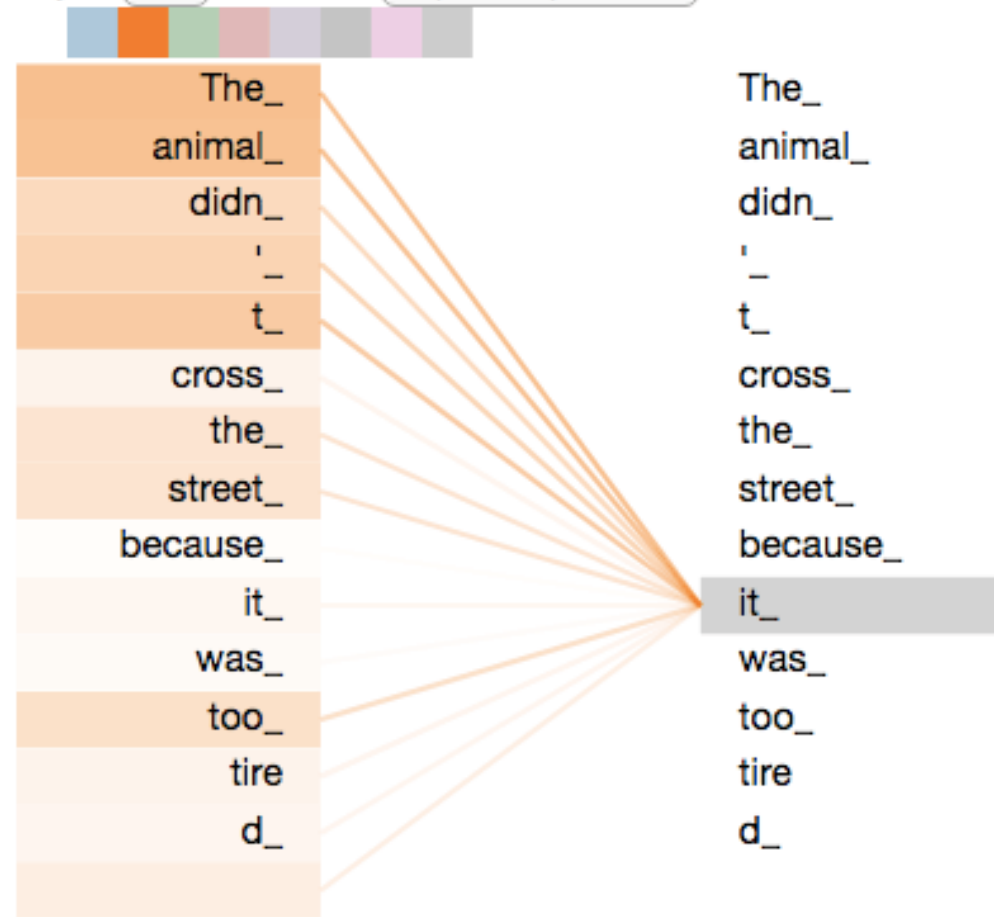 The_ The_
animal_ animal_
didn_ didn_
'_ '_
t_ t_
cross_ cross_
the_ the_
street_ street_
because_ because_
it_ it_
was_ was_
too_ too_
tire tire
d_ d_